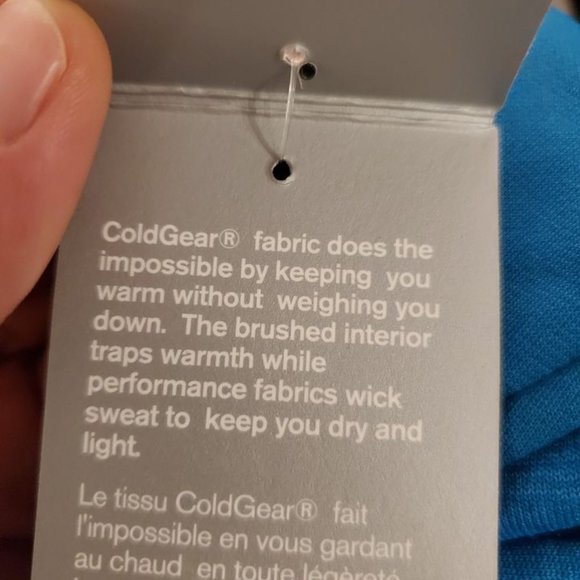 ColdGear® fabric does the
impossible by keeping you
warm without weighing you
down. The brushed interior
traps warmth while
performance fabrics wick
sweat to keep you dry and
light.
Le tissu ColdGear® fait
l'impossible en vous gardant
au chaud en toute légèreté